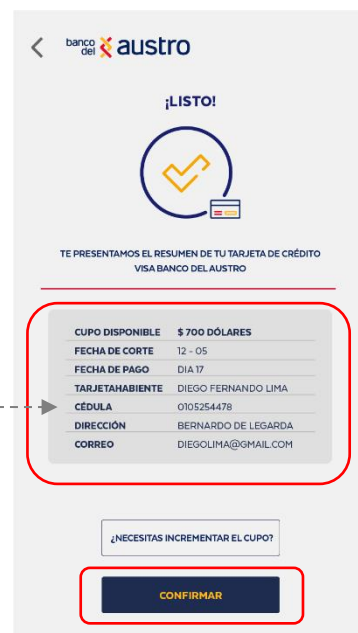 banco del austro
¡LISTO!
TE PRESENTAMOS EL RESUMEN DE TU TARJETA DE CRÉDITO
VISA BANCO DEL AUSTRO
CUPO DISPONIBLE $ 700 DÓLARES
FECHA DE CORTE 12 - 05
FECHA DE PAGO DIA 17
TARJETAHABIENTE DIEGO FERNANDO LIMA
CÉDULA 0105254478
DIRECCIÓN BERNARDO DE LEGARDA
CORREO DIEGOLIMA@GMAIL.COM
¿NECESITAS INCREMENTAR EL CUPO?
CONFIRMAR